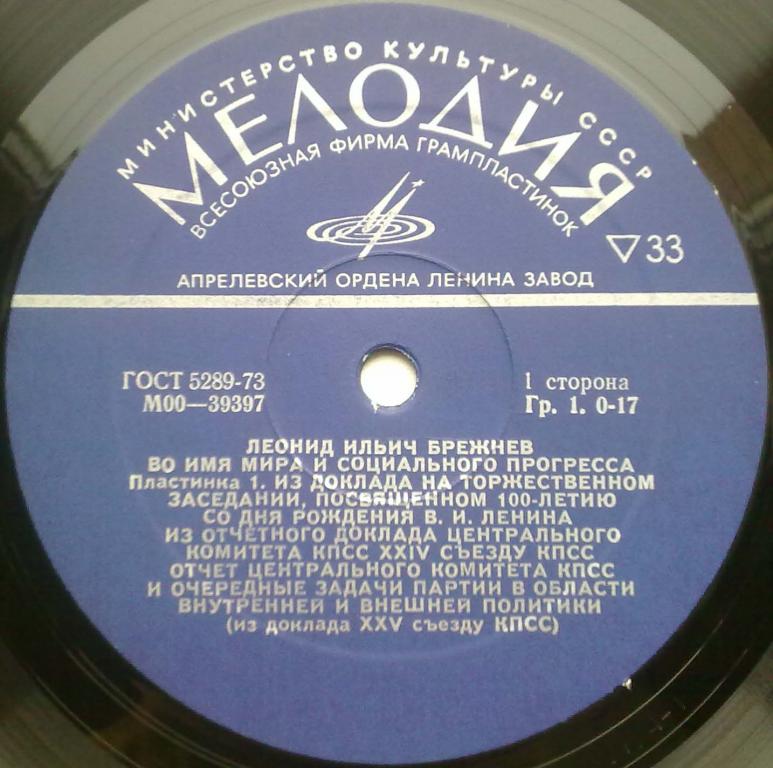 МИНИСТЕРСТВО КУЛЬТУРЫ СССР
МЕЛОДИЯ
ВСЕСОЮЗНАЯ ФИРМА ГРАМПЛАСТИНОК
33
АПРЕЛЕВСКИЙ ОРДЕНА ЛЕНИНА ЗАВОД
ГОСТ 5289-73
М00—39397
1 сторона
Гр. 1. 0-17
ЛЕОНИД ИЛЬИЧ БРЕЖНЕВ
ВО ИМЯ МИРА И СОЦИАЛЬНОГО ПРОГРЕССА
Пластинка 1. ИЗ ДОКЛАДА НА ТОРЖЕСТВЕННОМ
ЗАСЕДАНИИ, ПОСВЯЩЕННОМ 100-ЛЕТИЮ
СО ДНЯ РОЖДЕНИЯ В. И. ЛЕНИНА
ИЗ ОТЧЕТНОГО ДОКЛАДА ЦЕНТРАЛЬНОГО
КОМИТЕТА КПСС XXIV СЪЕЗДУ КПСС
ОТЧЕТ ЦЕНТРАЛЬНОГО КОМИТЕТА КПСС
И ОЧЕРЕДНЫЕ ЗАДАЧИ ПАРТИИ В ОБЛАСТИ
ВНУТРЕННЕЙ И ВНЕШНЕЙ ПОЛИТИКИ
(из доклада XXV съезду КПСС)